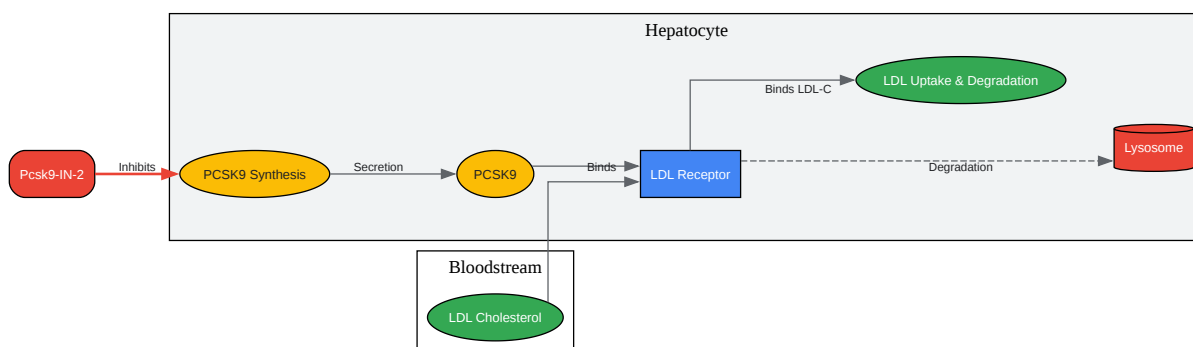 Hepatocyte
LDL Uptake & Degradation
Binds LDL-C
Lysosome
Pcsk9-IN-2
Inhibits
PCSK9 Synthesis
Secretion
PCSK9
Binds
LDL Receptor
Degradation
Bloodstream
LDL Cholesterol